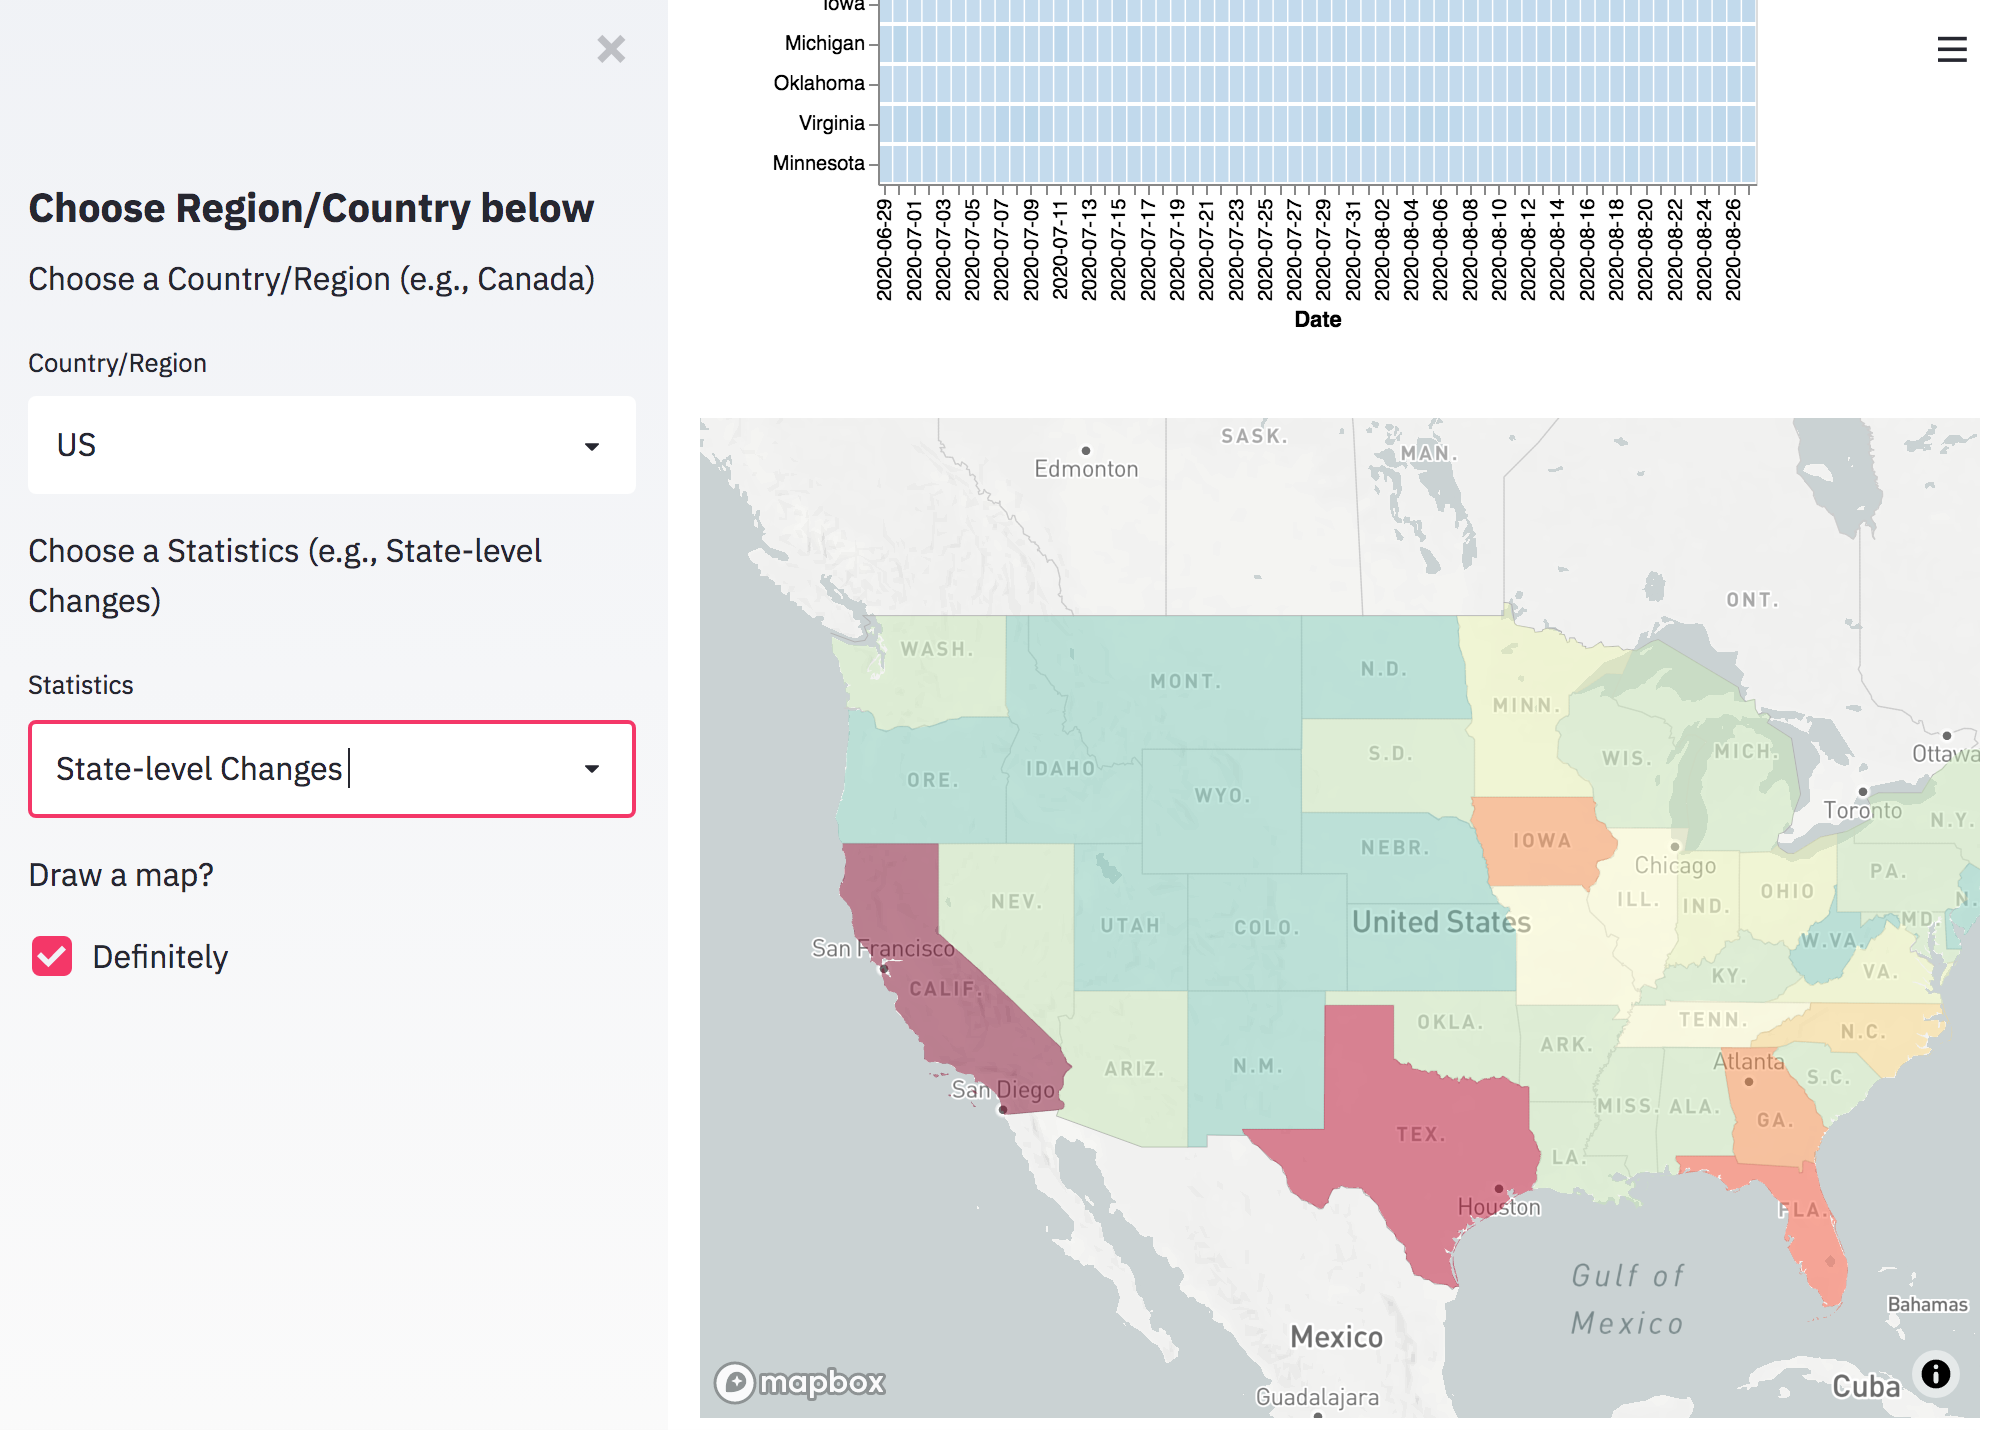 Choose Region/Country below
Choose a Country/Region (e.g., Canada)
Country/Region
US
Choose a Statistics (e.g., State-level
Changes)
Statistics
State-level Changes
Draw a map?
Definitely
Iowa
Michigan
Oklahoma
Virginia
Minnesota
2020-06-29
2020-07-01
2020-07-03
2020-07-05
2020-07-07
2020-07-09
2020-07-11
2020-07-13
2020-07-15
2020-07-17
2020-07-19
2020-07-21
2020-07-23
2020-07-25
2020-07-27
2020-07-29
2020-07-31
2020-08-02
2020-08-04
2020-08-06
2020-08-08
2020-08-10
2020-08-12
2020-08-14
2020-08-16
2020-08-18
2020-08-20
2020-08-22
2020-08-24
2020-08-26
Date
SASK.
MAN.
Edmonton
ONT.
WASH.
MONT.
N.D.
MINN.
Ottawa
S.D.
WIS.
MICH.
ORE.
IDAHO
WYO.
Toronto
N.Y.
NEBR.
IOWA
Chicago
PA.
OHIO
NEV.
ILL.
IND.
N.
UTAH
COLO.
United States
MD.
W.VA.
San Francisco
KY.
VA.
CALIF.
OKLA.
TENN.
N.C.
ARK.
Atlanta
ARIZ.
N.M.
S.C.
San Diego
MISS.
ALA.
GA.
TEX.
LA.
Houston
FLA.
Gulf of
Mexico
Bahamas
Mexico
mapbox
Cuba
Guadalajara